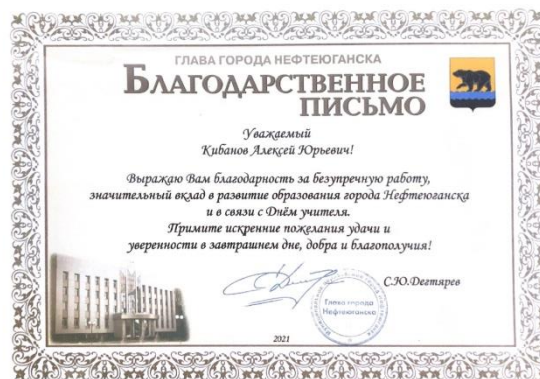 ГЛАВА ГОРОДА НЕФТЕЮГАНСКА
БЛАГОДАРСТВЕННОЕ
ПИСЬМО
Уважаемый
Кибанов Алексей Юрьевич!
Выражаю Вам благодарность за безупречную работу,
значительный вклад в развитие образования города Нефтеюганска
и в связи с Днём учителя.
Примите искренние пожелания удачи и
уверенности в завтрашнем дне, добра и благополучия!
С.Ю.Дегтярев
Глава города
Нефтеюганска
2021